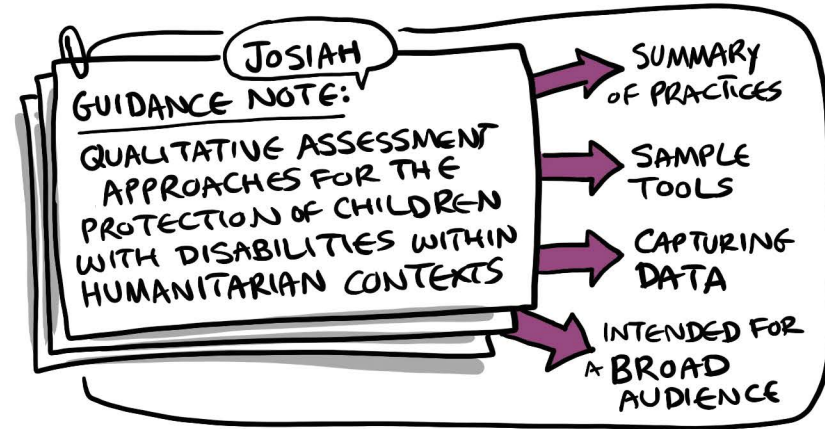 JOSIAH
GUIDANCE NOTE:
QUALITATIVE ASSESSMENT
APPROACHES FOR THE
PROTECTION OF CHILDREN
WITH DISABILITIES WITHIN
HUMANITARIAN CONTEXTS
SUMMARY
OF PRACTICES
SAMPLE
TOOLS
CAPTURING
DATA
INTENDED FOR
A BROAD
AUDIENCE